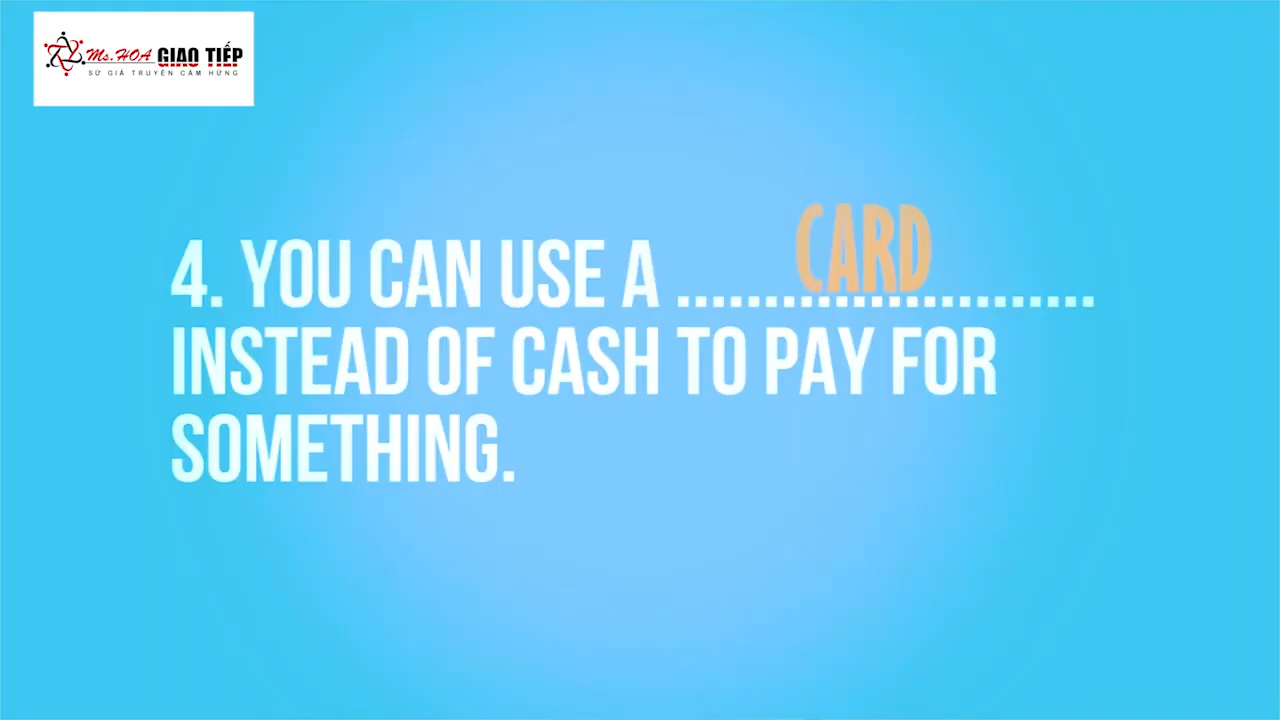 Ms. HOA GIAO TIẾP
SỨ GIẢ TRUYỀN CẢM HỨNG
CARD
4. YOU CAN USE A ........................
INSTEAD OF CASH TO PAY FOR
SOMETHING.